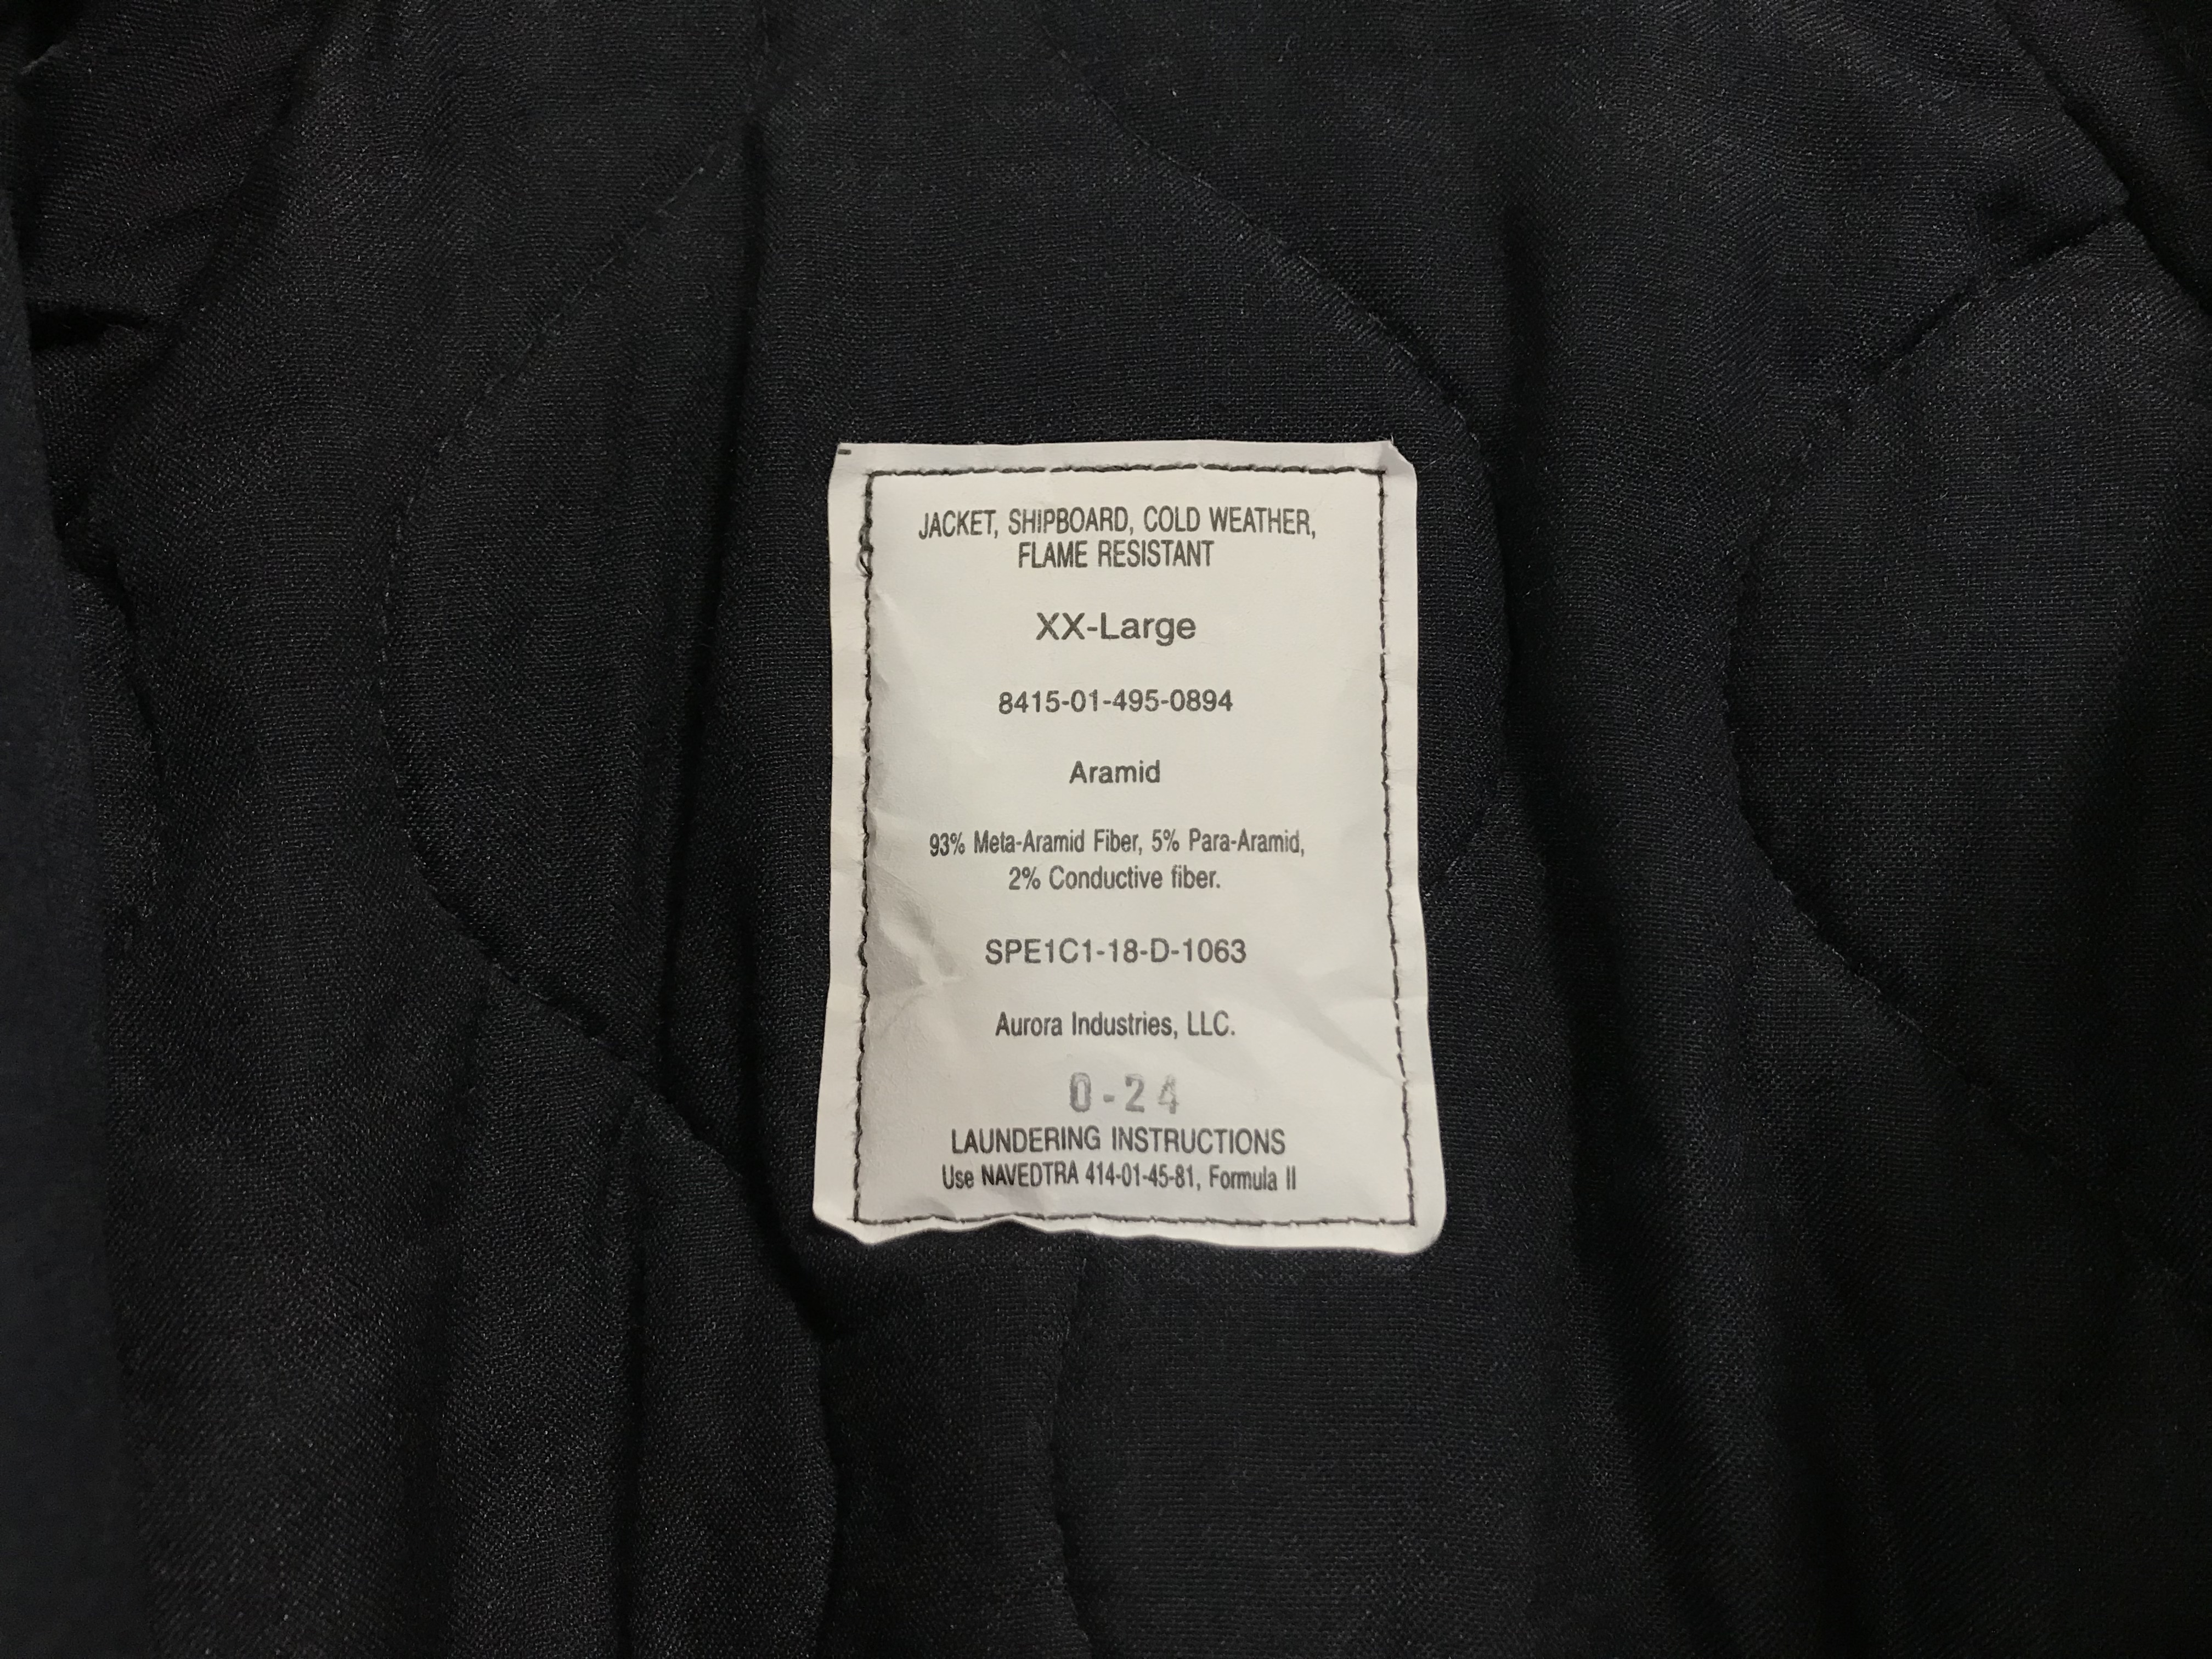 JACKET, SHIPBOARD, COLD WEATHER,
FLAME RESISTANT
XX-Large
8415-01-495-0894
Aramid
93% Meta-Aramid Fiber, 5% Para-Aramid,
2% Conductive fiber.
SPE1C1-18-D-1063
Aurora Industries, LLC.
0-24
LAUNDERING INSTRUCTIONS
Use NAVEDTRA 414-01-45-81, Formula II